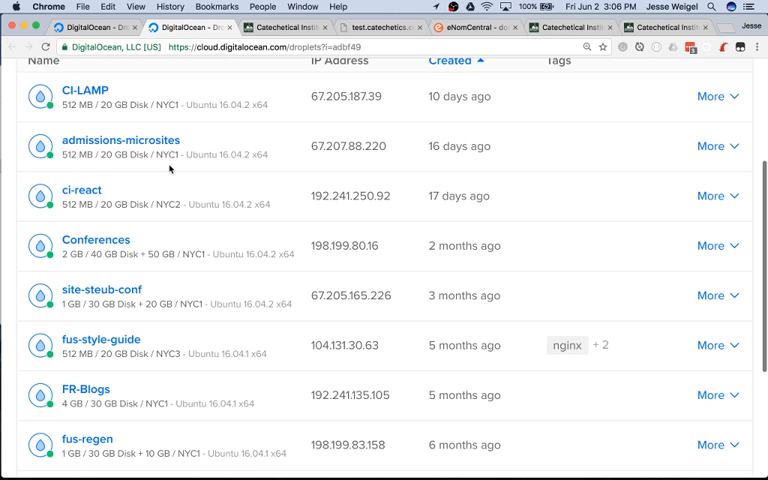 Chrome File Edit View History Bookmarks People Window Help 100% Fri Jun 2 3:06 PM Jesse Weigel
DigitalOcean - Dro DigitalOcean - Dro Catechetical Instit test.catechetics.c eNomCentral - do Catechetical Insti Catechetical Insti Jesse
DigitalOcean, LLC [US] https://cloud.digitalocean.com/droplets?i=adbf49
Name IP Address Created Tags
CI-LAMP
512 MB / 20 GB Disk / NYC1 - Ubuntu 16.04.2 x64
67.205.187.39 10 days ago More
admissions-microsites
512 MB / 20 GB Disk / NYC1 - Ubuntu 16.04.2 x64
67.207.88.220 16 days ago More
ci-react
512 MB / 20 GB Disk / NYC2 - Ubuntu 16.04.2 x64
192.241.250.92 17 days ago More
Conferences
2 GB / 40 GB Disk + 50 GB / NYC1 - Ubuntu 16.04.2 x64
198.199.80.16 2 months ago More
site-steub-conf
1 GB / 30 GB Disk + 20 GB / NYC1 - Ubuntu 16.04.2 x64
67.205.165.226 3 months ago More
fus-style-guide
512 MB / 20 GB Disk / NYC3 - Ubuntu 16.04.1 x64
104.131.30.63 5 months ago nginx + 2 More
FR-Blogs
4 GB / 30 GB Disk / NYC1 - Ubuntu 16.04.1 x64
192.241.135.105 5 months ago More
fus-regen
1 GB / 30 GB Disk + 10 GB / NYC1 - Ubuntu 16.04.1 x64
198.199.83.158 6 months ago More